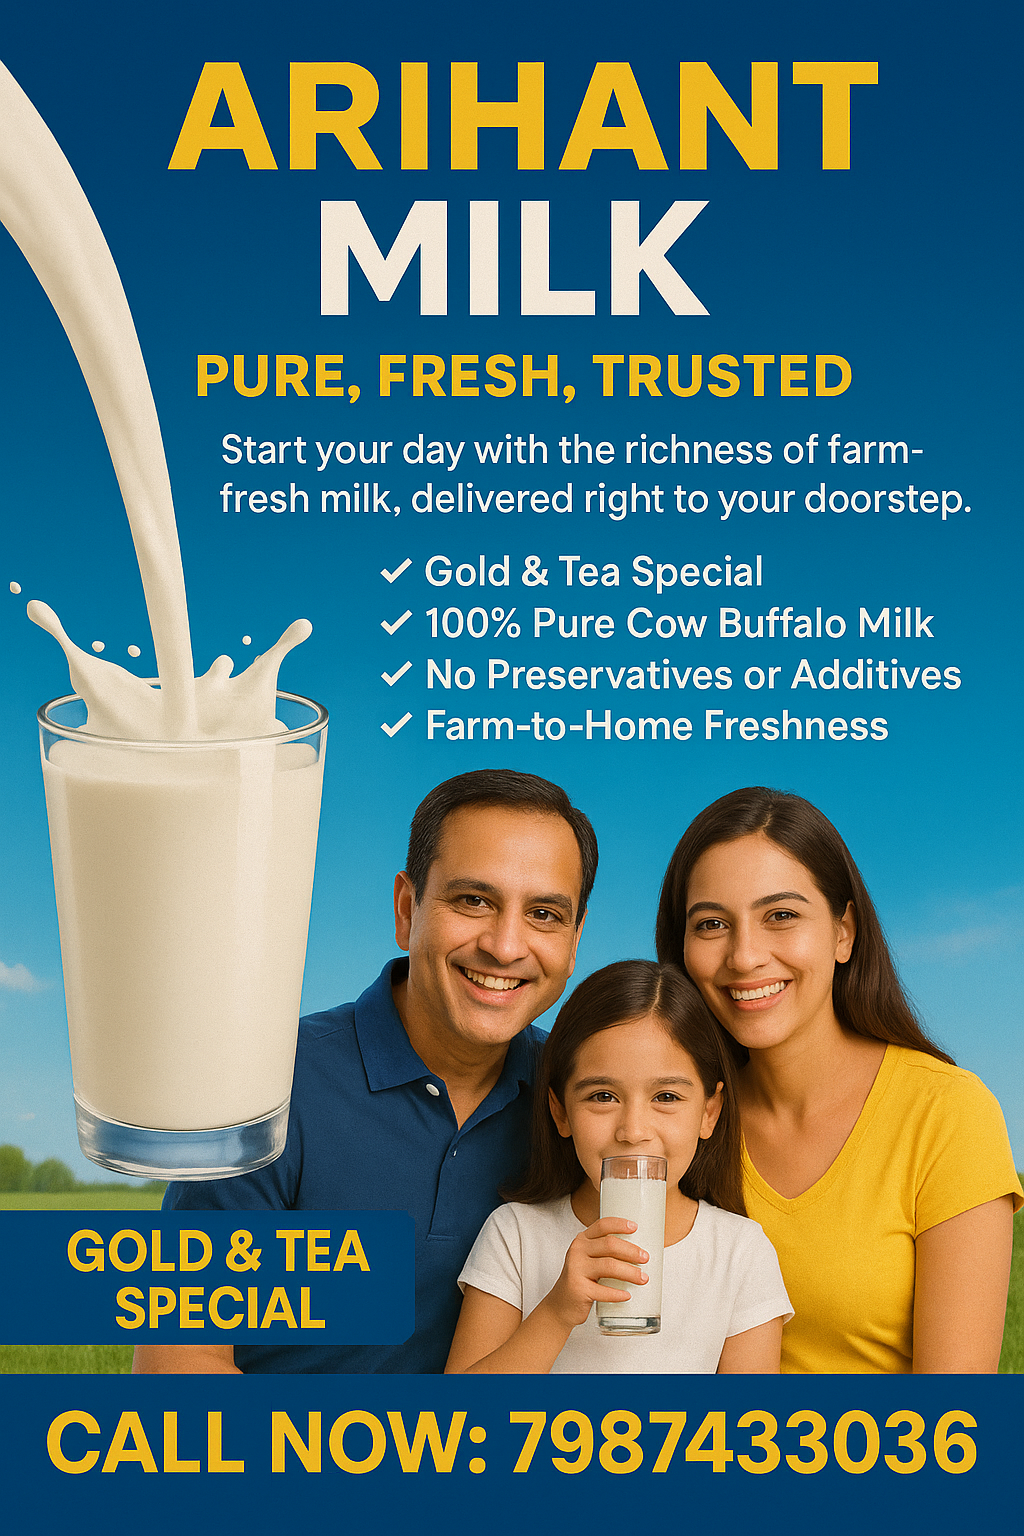 ARIHANT
MILK
PURE, FRESH, TRUSTED
Start your day with the richness of farm-
fresh milk, delivered right to your doorstep.
✓ Gold & Tea Special
✓ 100% Pure Cow Buffalo Milk
✓ No Preservatives or Additives
✓ Farm-to-Home Freshness
GOLD & TEA
SPECIAL
CALL NOW: 7987433036